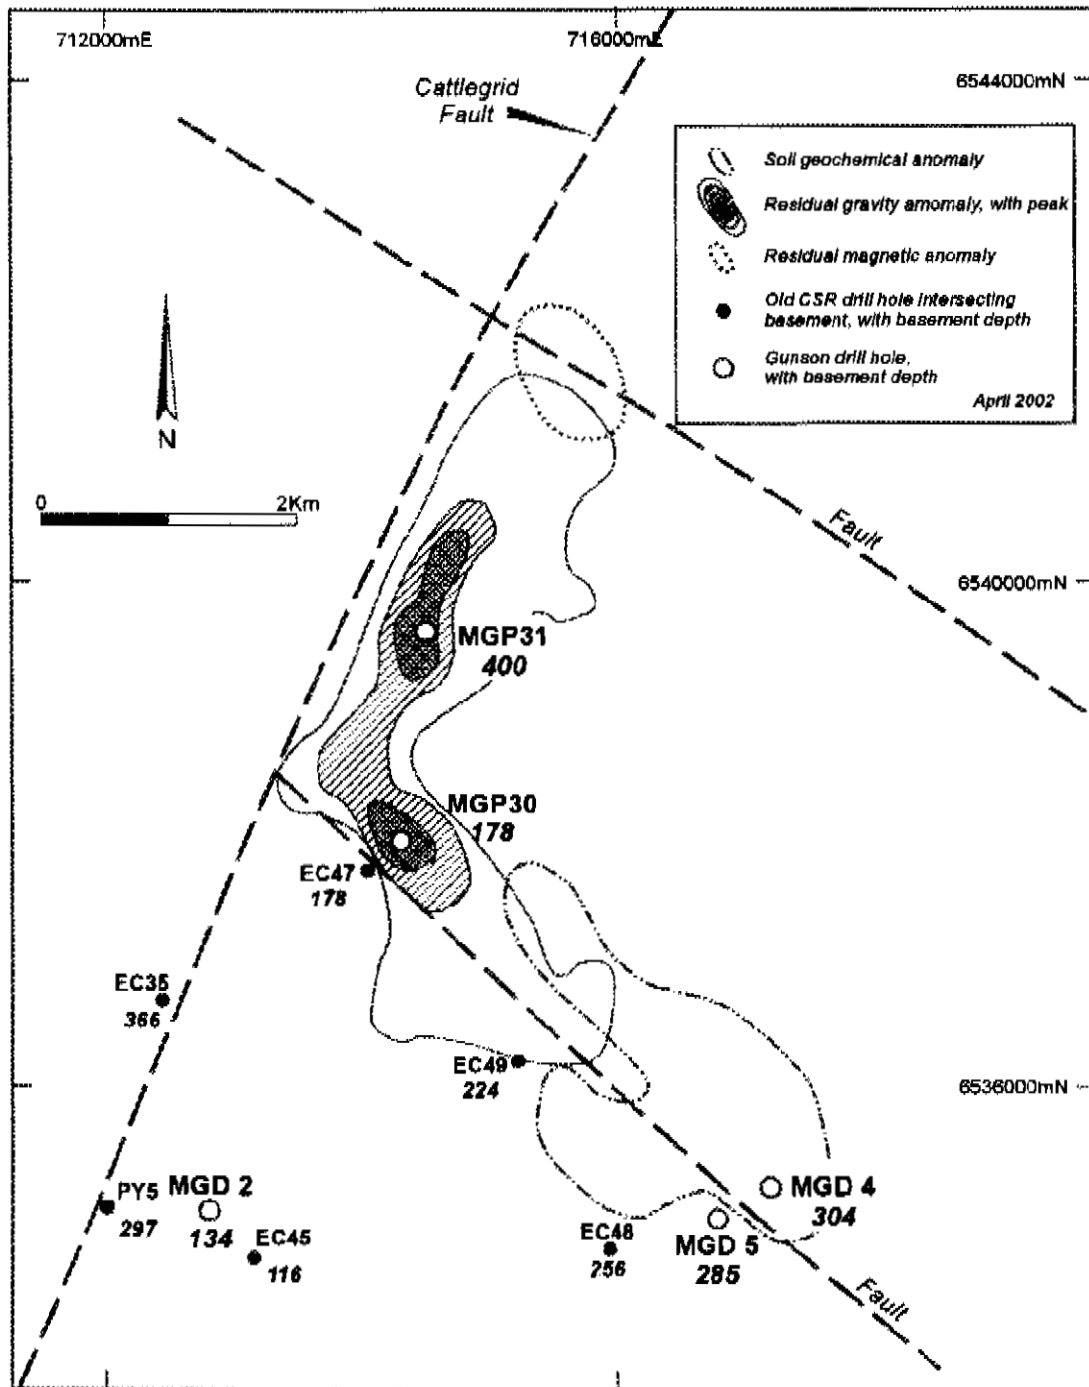 712000mE
716000mE
6544000mN
Cattlegrid
Fault
Soil geochemical anomaly
Residual gravity amomaly, with peak
Residual magnetic anomaly
Old CSR drill hole intersecting
basement, with basement depth
Gunson drill hole,
with basement depth
April 2002
N
0
2Km
Fault
6540000mN
MGP31
400
MGP30
178
EC47
178
EC35
366
EC49
224
6536000mN
PY5
297
MGD 2
134
EC45
116
EC48
256
MGD 5
285
MGD 4
304
Fault